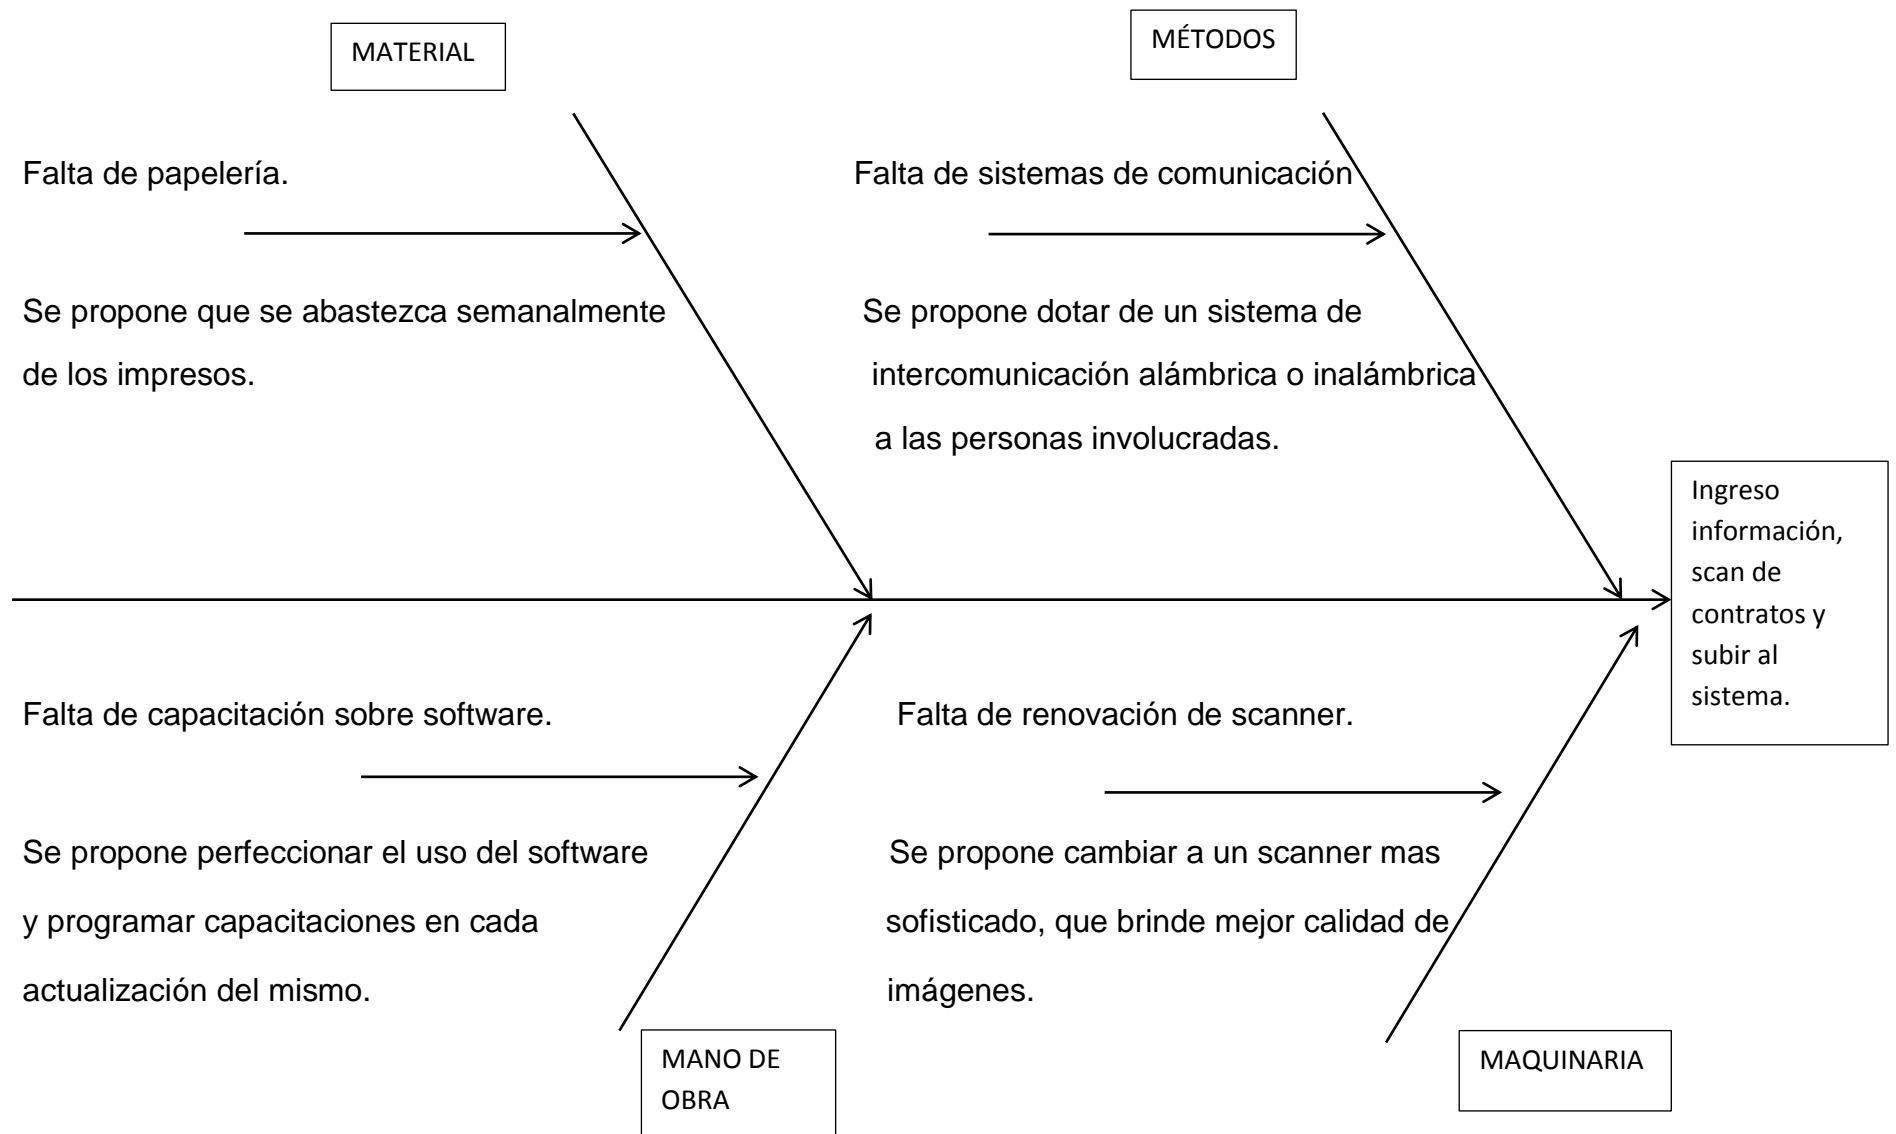 MATERIAL
MÉTODOS
Falta de papelería.
Falta de sistemas de comunicación
Se propone que se abastezca semanalmente
de los impresos.
Se propone dotar de un sistema de
intercomunicación alámbrica o inalámbrica
a las personas involucradas.
Ingreso
información,
scan de
contratos y
subir al
sistema.
Falta de capacitación sobre software.
Falta de renovación de scanner.
Se propone perfeccionar el uso del software
y programar capacitaciones en cada
actualización del mismo.
Se propone cambiar a un scanner mas
sofisticado, que brinde mejor calidad de
imágenes.
MANO DE
OBRA
MAQUINARIA